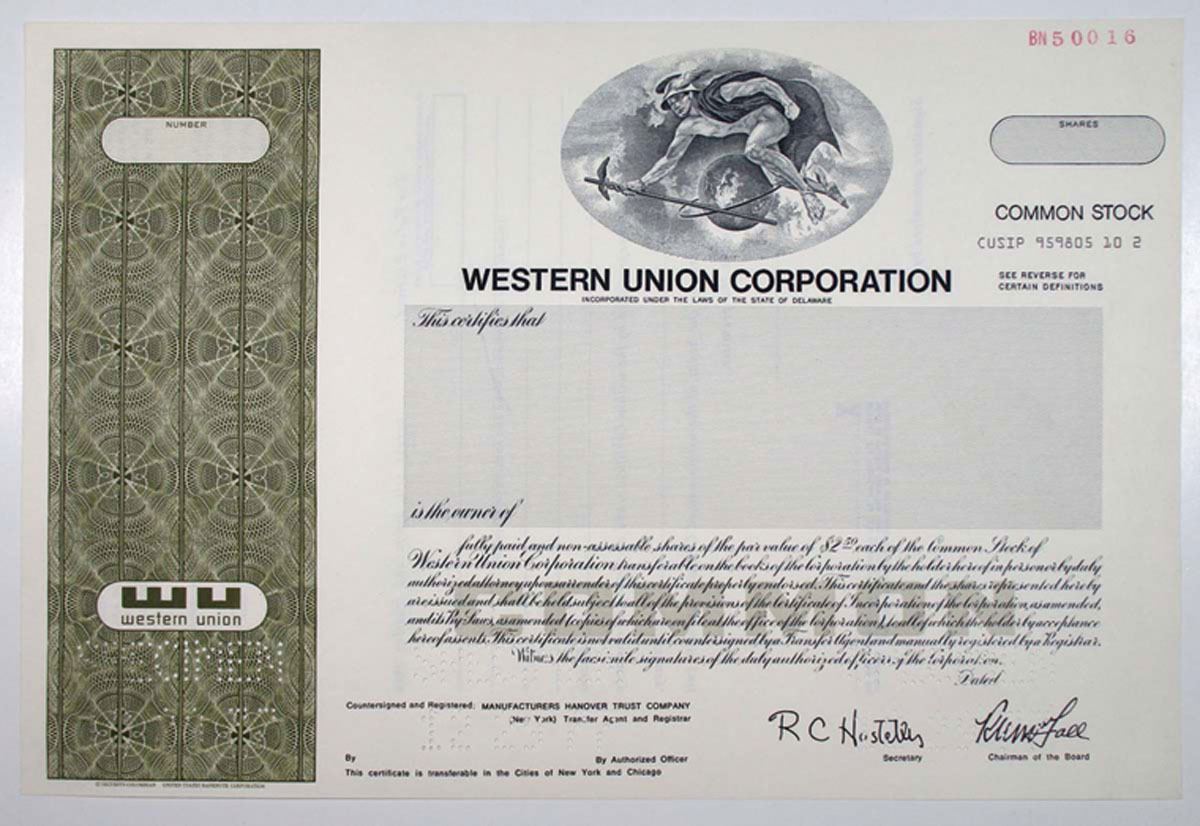 BN50016
NUMBER
SHARES
COMMON STOCK
CUSIP 959805 10 2
WESTERN UNION CORPORATION
INCORPORATED UNDER THE LAWS OF THE STATE OF DELAWARE
SEE REVERSE FOR
CERTAIN DEFINITIONS
This certifies that
is the owner of
fully paid and non-assessable shares of the par value of $2.50 each of the Common Stock of
Western Union Corporation transferable on the books of the corporation by the holder hereof in person or by duly
authorized attorney upon surrender of this certificate properly endorsed. This certificate and the shares represented hereby
are issued and shall be held subject to all of the provisions of the Certificate of Incorporation of the Corporation, as amended,
and its By-Laws, as amended (copies of which are on file at the office of the Corporation), to all of which the holder by acceptance
hereof assents. This certificate is not valid until countersigned by a Transfer Agent and manually registered by a Registrar.
Witness the facsimile signatures of the duly authorized officers of the Corporation.
Dated
WU
western union
SPECIMEN
Countersigned and Registered: MANUFACTURERS HANOVER TRUST COMPANY
(New York) Transfer Agent and Registrar
By
By Authorized Officer
This certificate is transferable in the Cities of New York and Chicago
R C Hostetler
Secretary
Chairman of the Board
UNITED STATES BANKNOTE CORPORATION